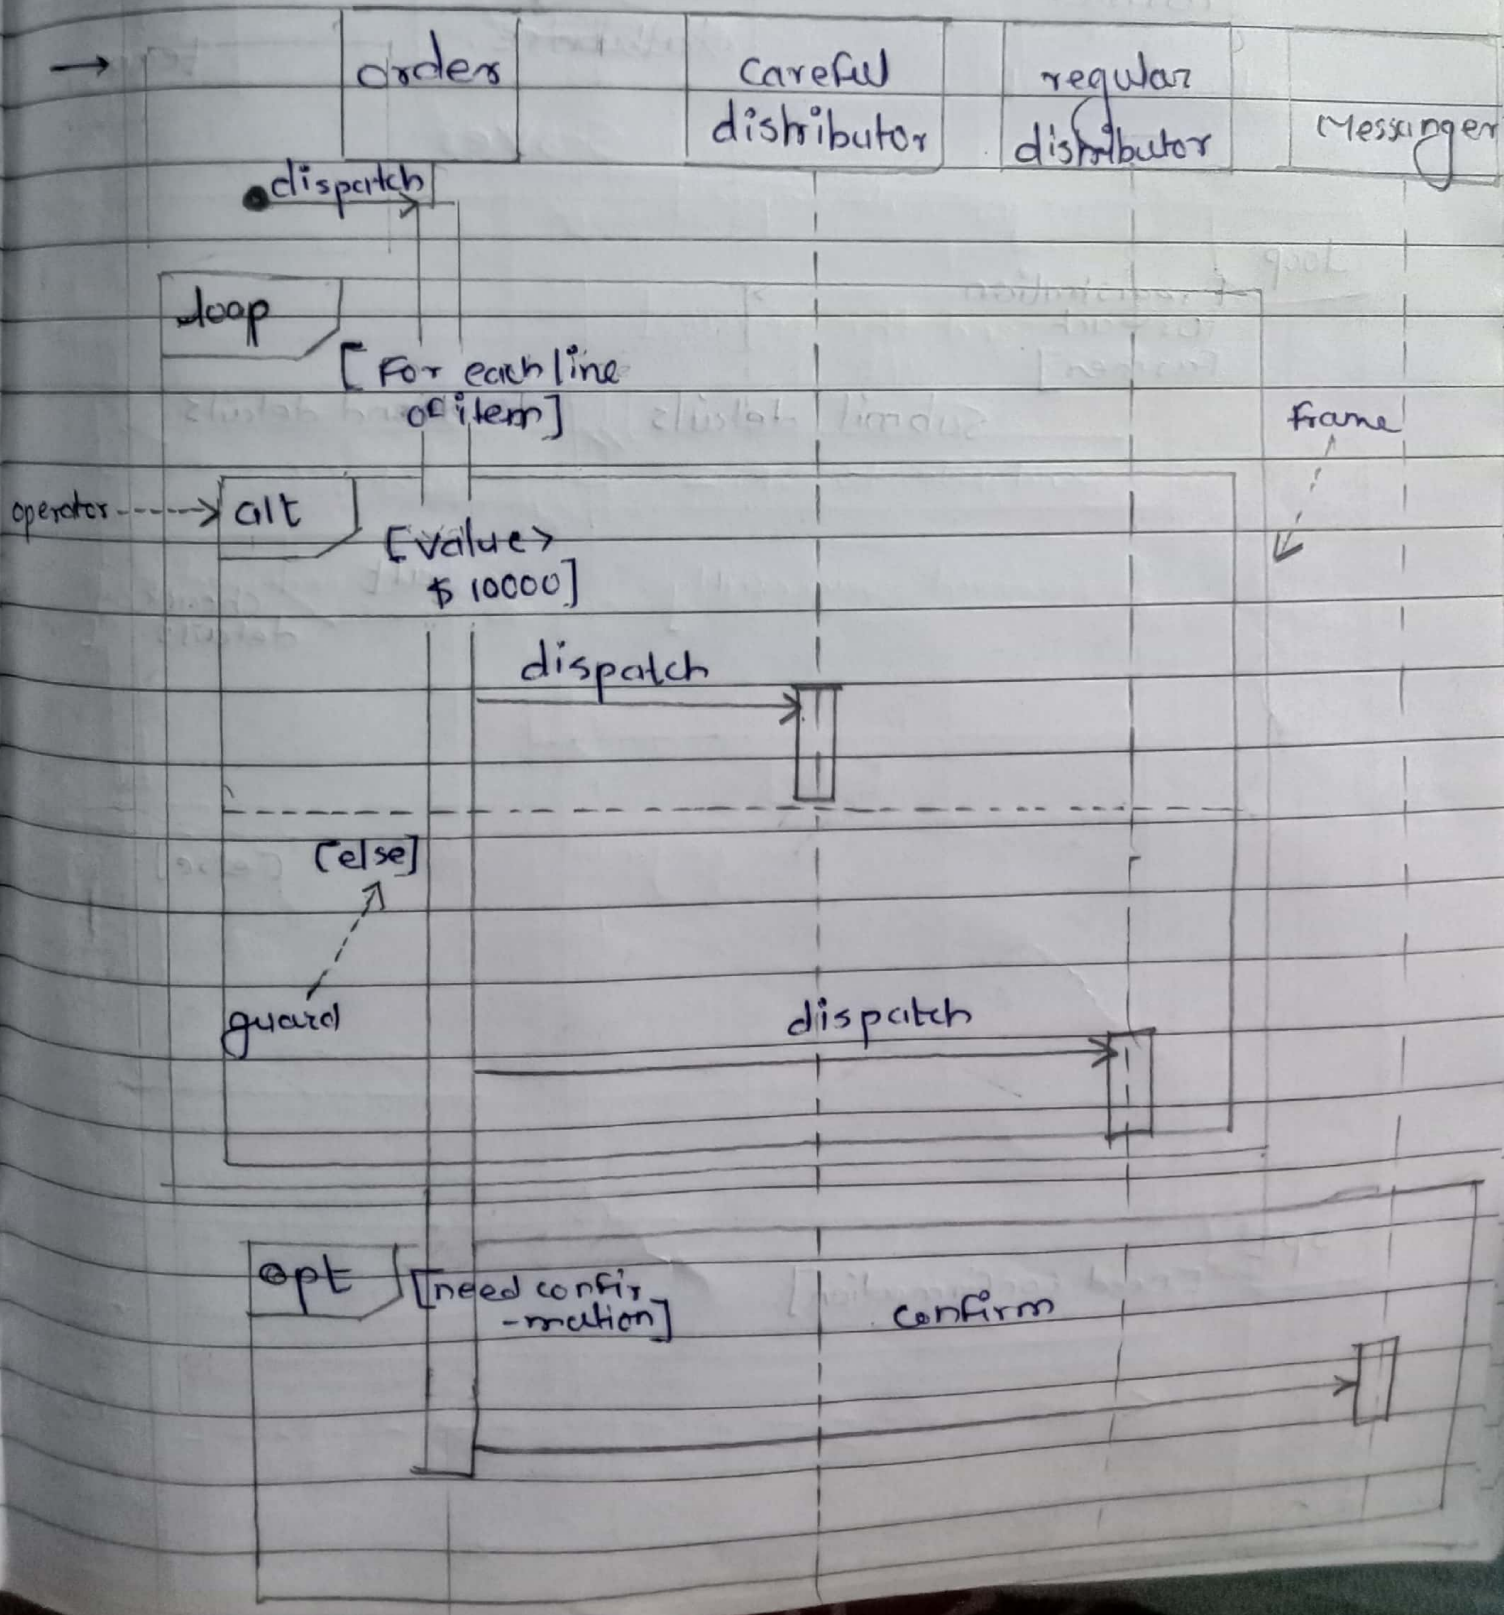 order
careful
distributor
regular
distributor
Messanger
dispatch
loop
[For each line
of item]
frame
operator
alt
[value>
$ 10000]
dispatch
[else]
guard
dispatch
opt
[need confir
-mation]
confirm